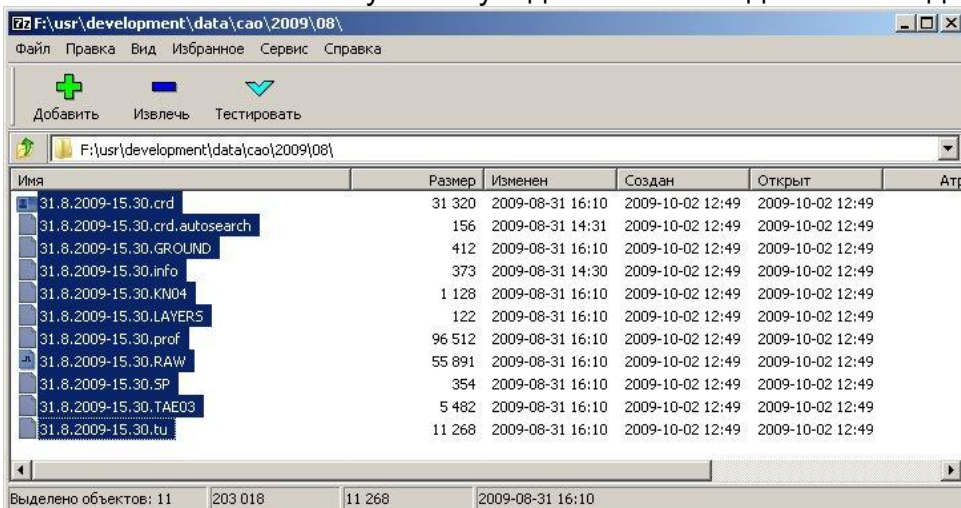 F:\usr\development\data\cao\2009\08\
Файл Правка Вид Избранное Сервис Справка
Добавить Извлечь Тестировать
F:\usr\development\data\cao\2009\08\
Имя Размер Изменен Создан Открыт Атр
31.8.2009-15.30.crd 31 320 2009-08-31 16:10 2009-10-02 12:49 2009-10-02 12:49
31.8.2009-15.30.crd.autosearch 156 2009-08-31 14:31 2009-10-02 12:49 2009-10-02 12:49
31.8.2009-15.30.GROUND 412 2009-08-31 16:10 2009-10-02 12:49 2009-10-02 12:49
31.8.2009-15.30.info 373 2009-08-31 14:30 2009-10-02 12:49 2009-10-02 12:49
31.8.2009-15.30.KN04 1 128 2009-08-31 16:10 2009-10-02 12:49 2009-10-02 12:49
31.8.2009-15.30.LAYERS 122 2009-08-31 16:10 2009-10-02 12:49 2009-10-02 12:49
31.8.2009-15.30.prof 96 512 2009-08-31 16:10 2009-10-02 12:49 2009-10-02 12:49
31.8.2009-15.30.RAW 55 891 2009-08-31 16:10 2009-10-02 12:49 2009-10-02 12:49
31.8.2009-15.30.SP 354 2009-08-31 16:10 2009-10-02 12:49 2009-10-02 12:49
31.8.2009-15.30.TAE03 5 482 2009-08-31 16:10 2009-10-02 12:49 2009-10-02 12:49
31.8.2009-15.30.tu 11 268 2009-08-31 16:10 2009-10-02 12:49 2009-10-02 12:49
Выделено объектов: 11 203 018 11 268 2009-08-31 16:10